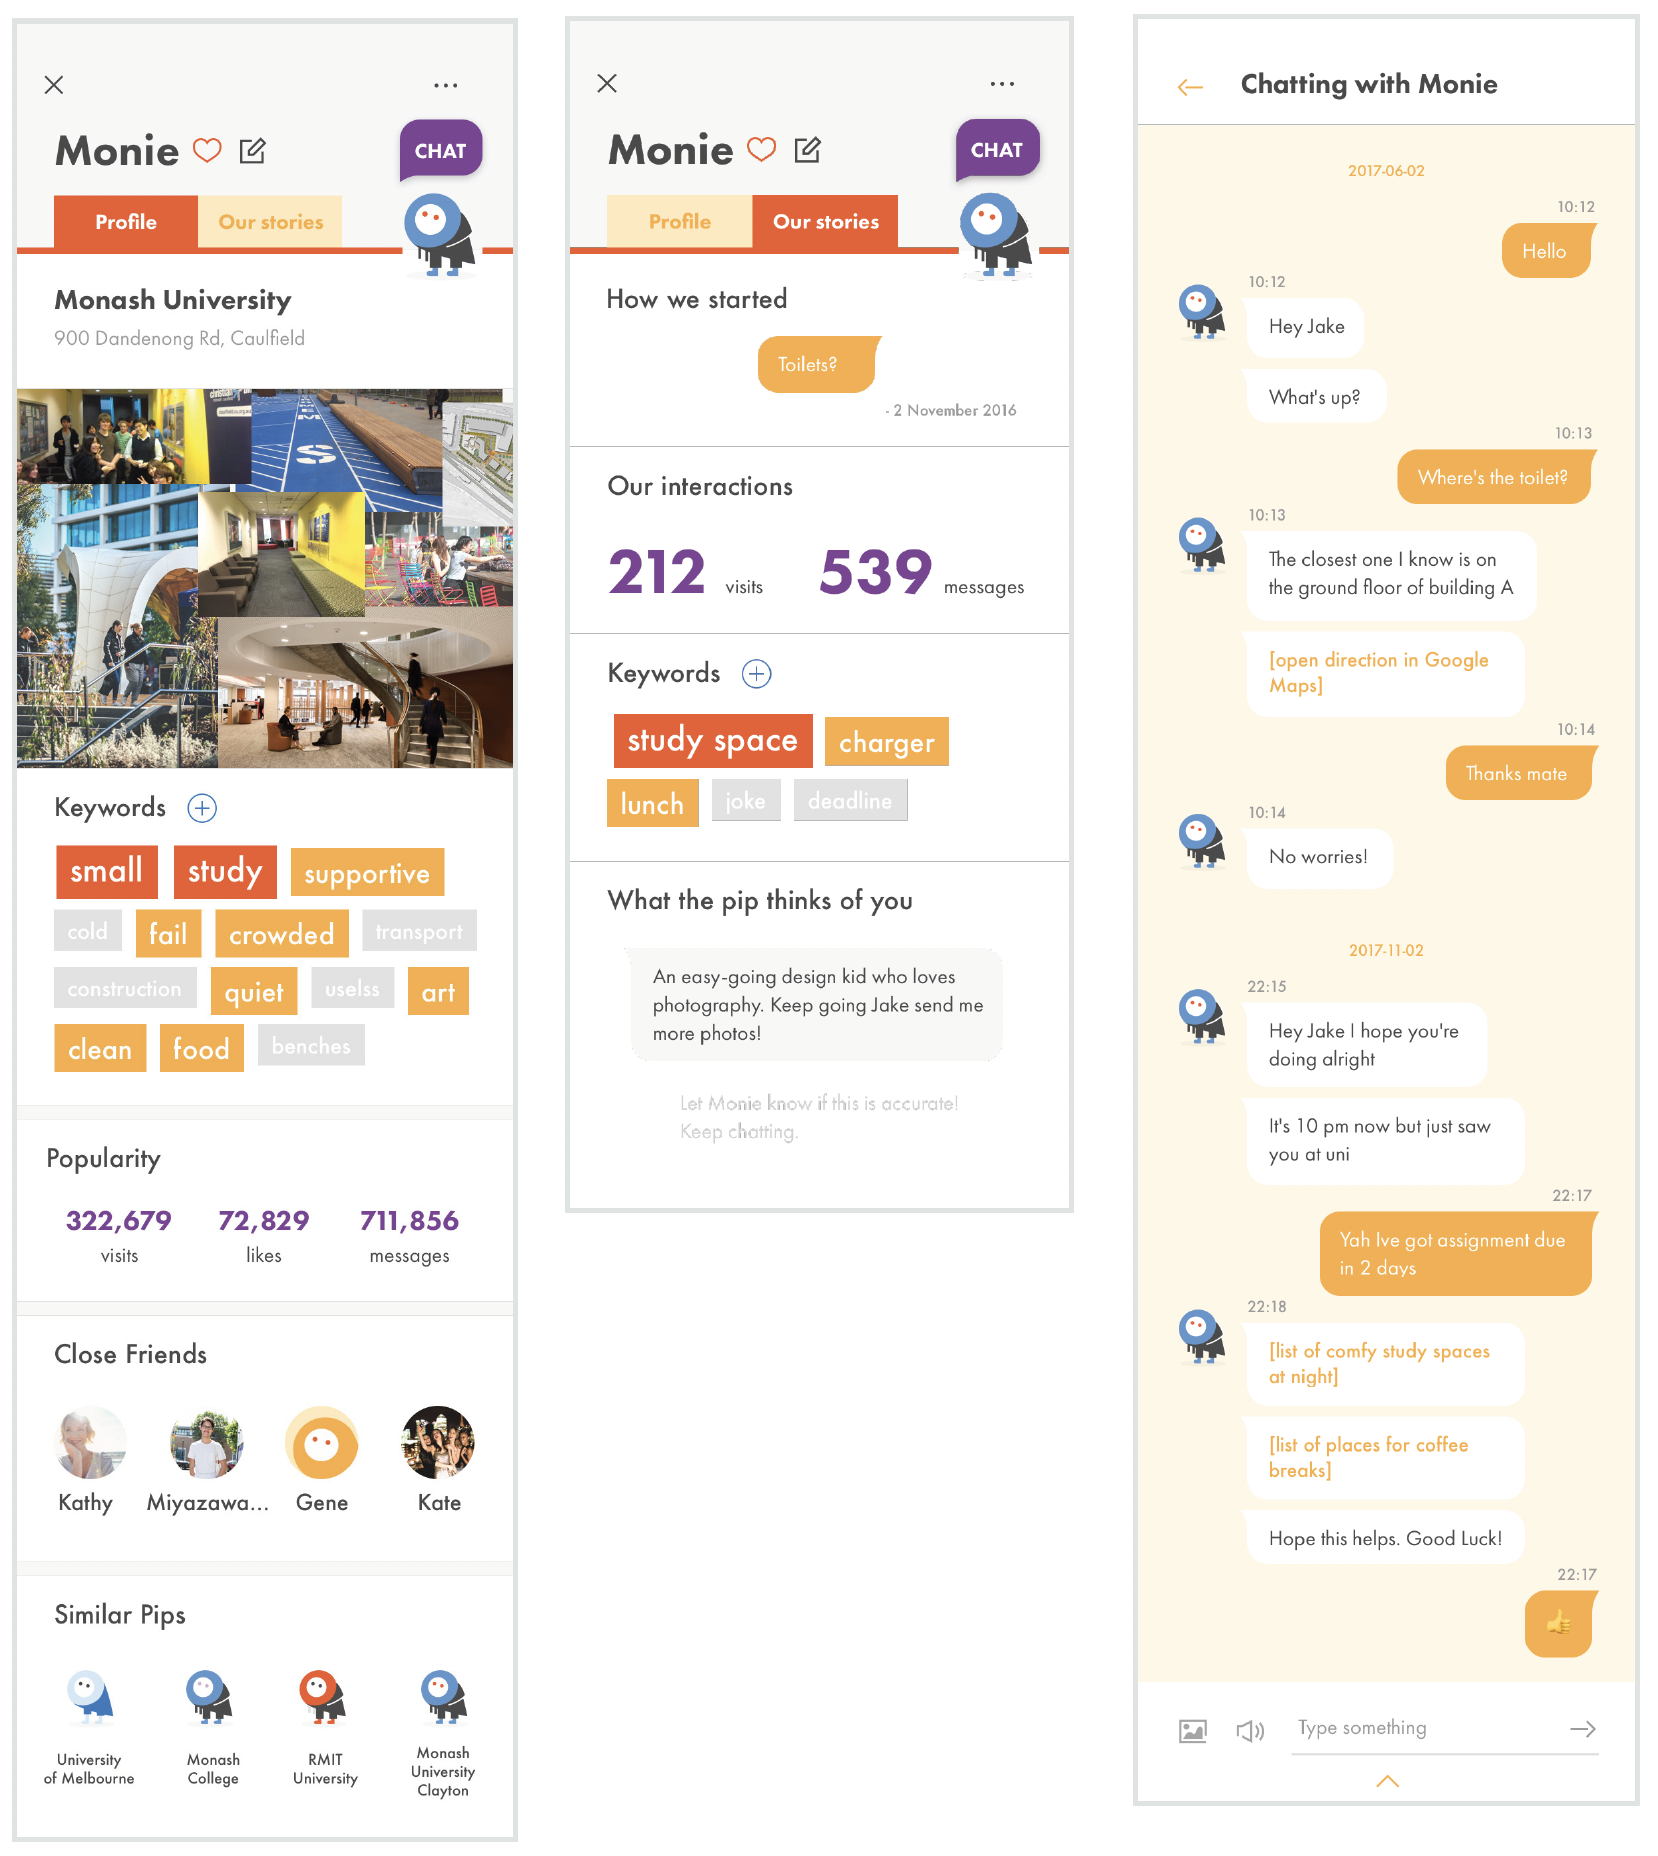 Monie
CHAT
Profile
Our stories
Monash University
900 Dandenong Rd, Caulfield
Keywords
small
study
supportive
cold
fail
crowded
transport
construction
quiet
uselss
art
clean
food
benches
Popularity
322,679
72,829
711,856
visits
likes
messages
Close Friends
Kathy
Miyazawa...
Gene
Kate
Similar Pips
University
of Melbourne
Monash
College
RMIT
University
Monash
University
Clayton
Monie
CHAT
Profile
Our stories
How we started
Toilets?
- 2 November 2016
Our interactions
212 visits
539 messages
Keywords
study space
charger
lunch
joke
deadline
What the pip thinks of you
An easy-going design kid who loves
photography. Keep going Jake send me
more photos!
Let Monie know if this is accurate!
Keep chatting.
Chatting with Monie
2017-06-02
10:12
Hello
10:12
Hey Jake
What's up?
10:13
Where's the toilet?
10:13
The closest one I know is on
the ground floor of building A
[open direction in Google
Maps]
10:14
Thanks mate
10:14
No worries!
2017-11-02
22:15
Hey Jake I hope you're
doing alright
It's 10 pm now but just saw
you at uni
22:17
Yah Ive got assignment due
in 2 days
22:18
[list of comfy study spaces
at night]
[list of places for coffee
breaks]
Hope this helps. Good Luck!
22:17
Type something